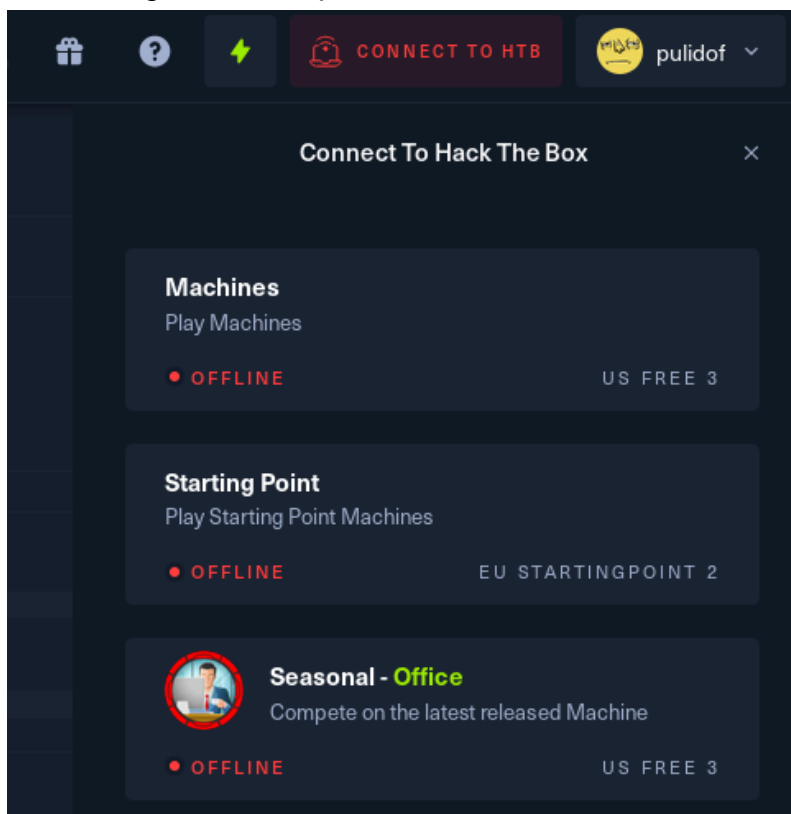 CONNECT TO HTB
pulidof
Connect To Hack The Box
Machines
Play Machines
OFFLINE US FREE 3
Starting Point
Play Starting Point Machines
OFFLINE EU STARTINGPOINT 2
Seasonal - Office
Compete on the latest released Machine
OFFLINE US FREE 3